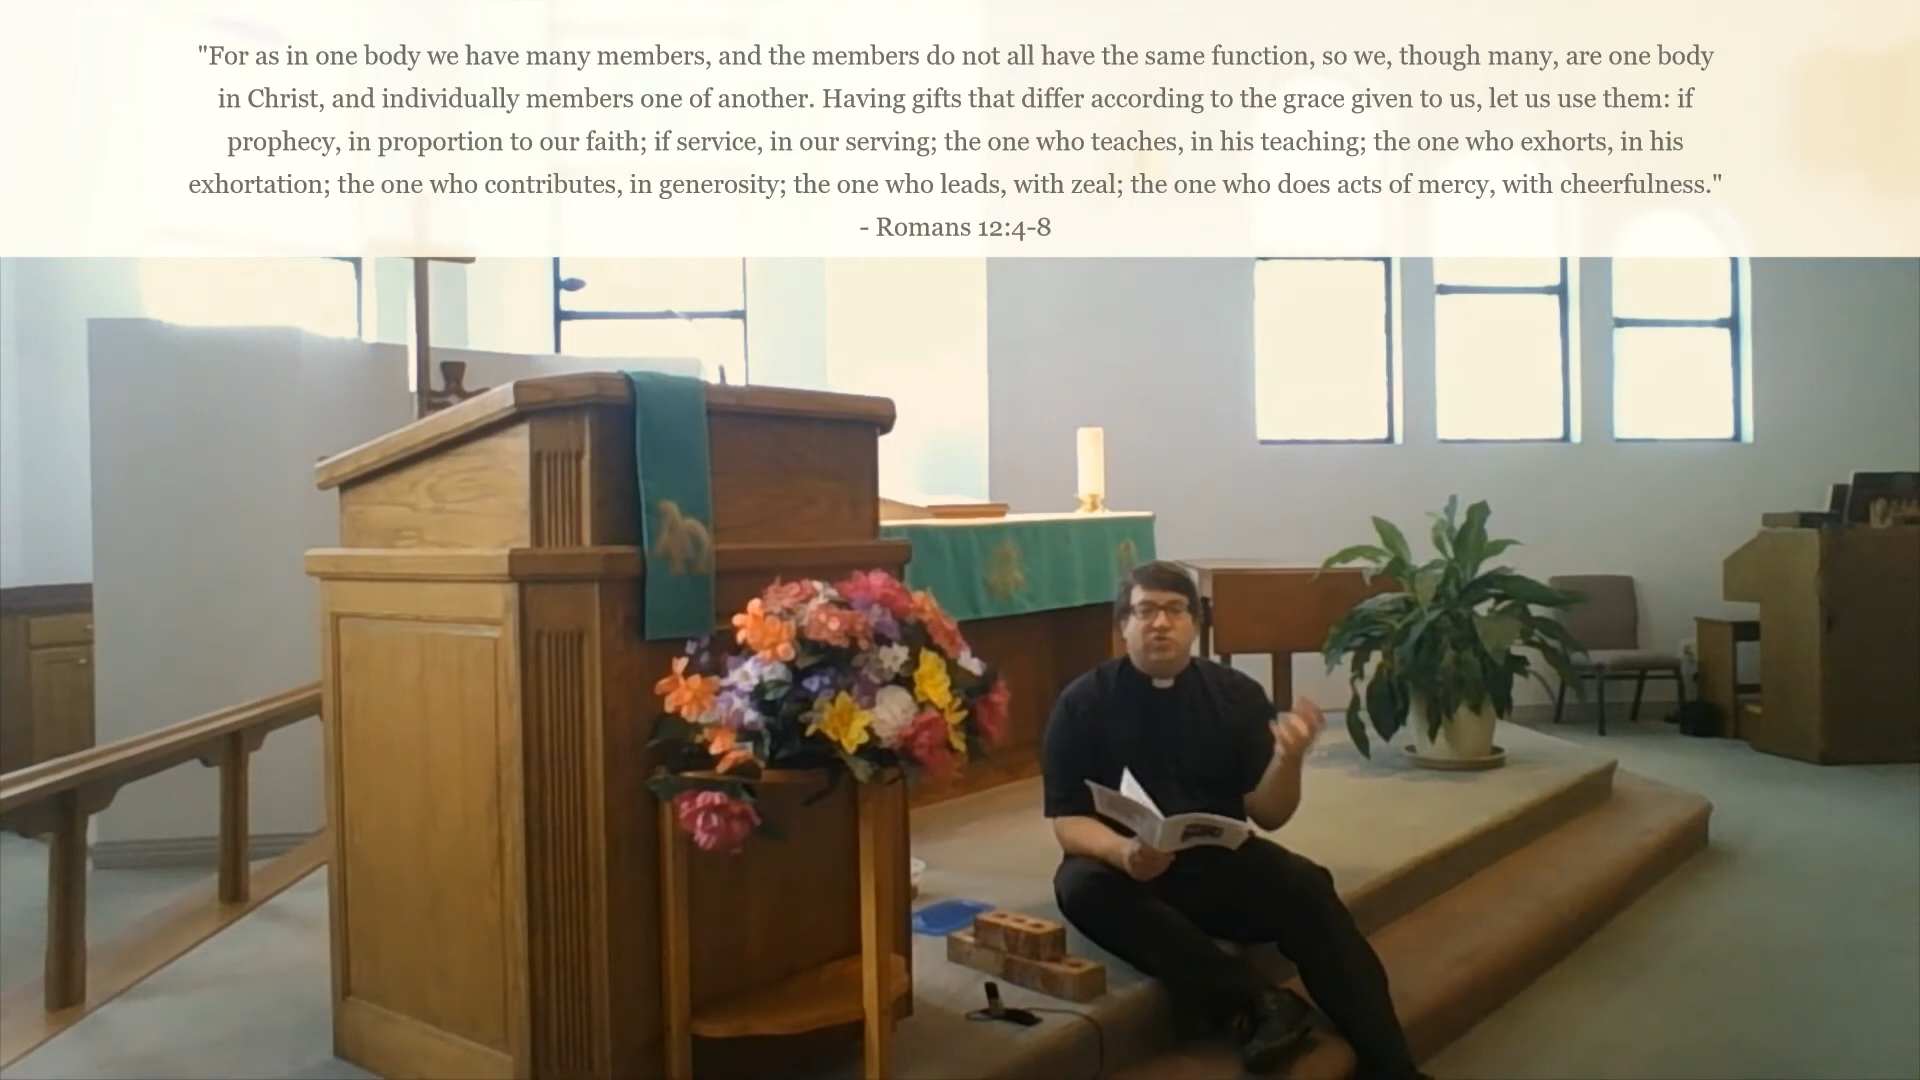 "For as in one body we have many members, and the members do not all have the same function, so we, though many, are one body
in Christ, and individually members one of another. Having gifts that differ according to the grace given to us, let us use them: if
prophecy, in proportion to our faith; if service, in our serving; the one who teaches, in his teaching; the one who exhorts, in his
exhortation; the one who contributes, in generosity; the one who leads, with zeal; the one who does acts of mercy, with cheerfulness."
- Romans 12:4-8